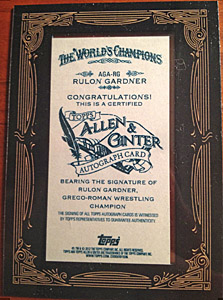 THE WORLD'S CHAMPIONS
AGA-RG
RULON GARDNER
CONGRATULATIONS!
THIS IS A CERTIFIED
TOPPS
ALLEN &
GINTER
AUTOGRAPH CARD
BEARING THE SIGNATURE OF
RULON GARDNER,
GRECO-ROMAN WRESTLING
CHAMPION
THE SIGNING OF ALL TOPPS AUTOGRAPH CARDS IS WITNESSED
BY TOPPS REPRESENTATIVES TO GUARANTEE AUTHENTICITY.
Topps